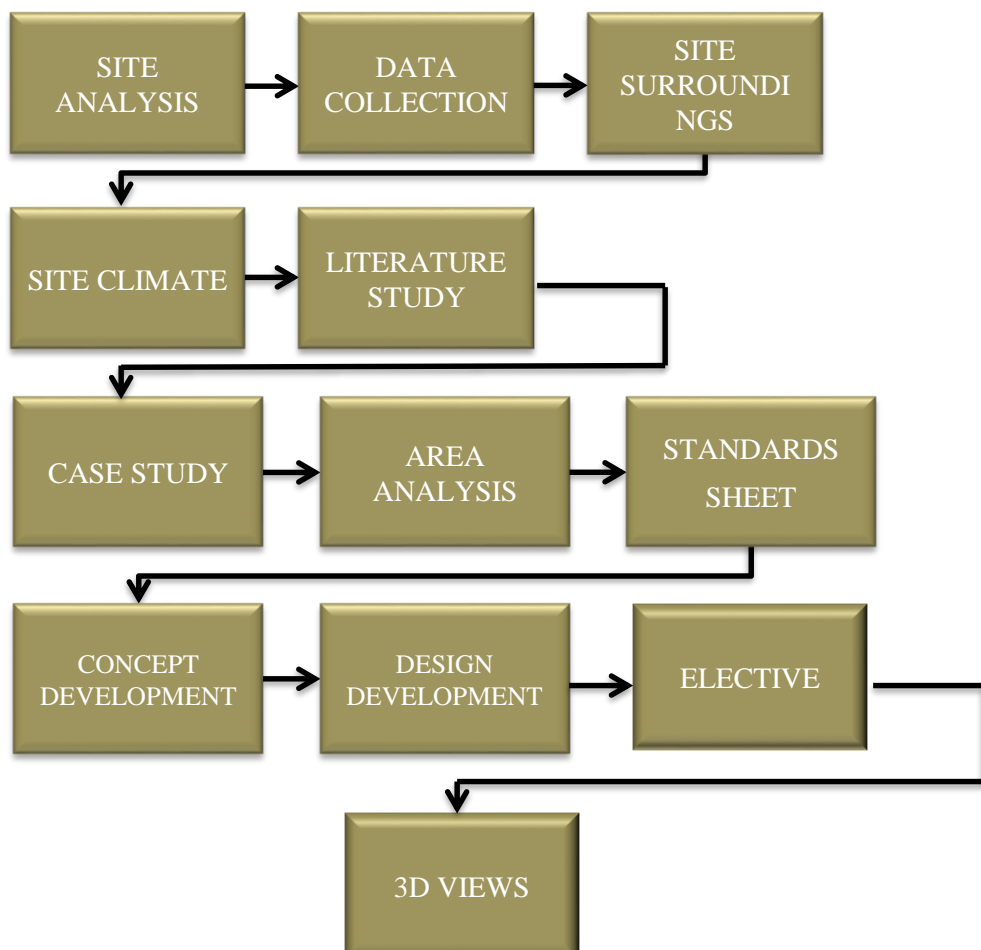 SITE
ANALYSIS
DATA
COLLECTION
SITE
SURROUNDI
NGS
SITE CLIMATE
LITERATURE
STUDY
CASE STUDY
AREA
ANALYSIS
STANDARDS
SHEET
CONCEPT
DEVELOPMENT
DESIGN
DEVELOPMENT
ELECTIVE
3D VIEWS